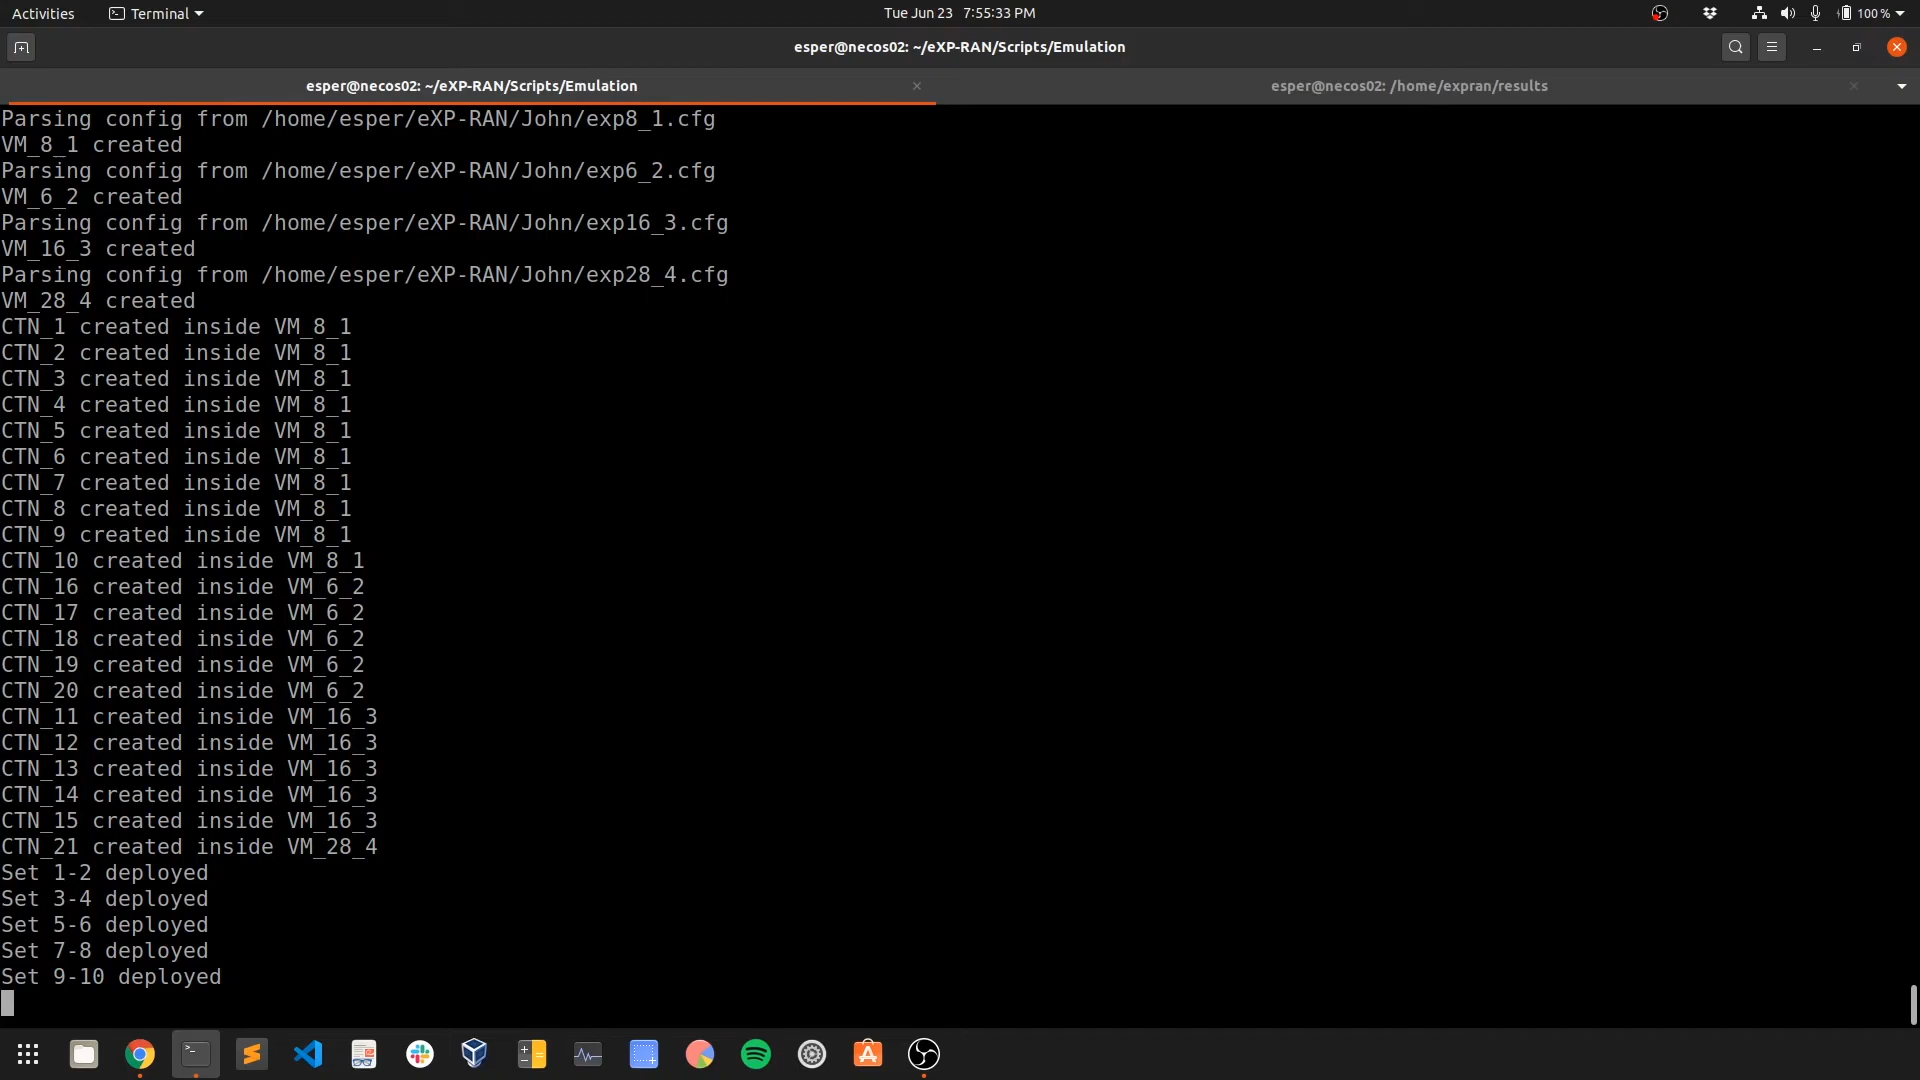 Activities
Terminal
Tue Jun 23 7:55:33 PM
100 %
esper@necos02: ~/eXP-RAN/Scripts/Emulation
esper@necos02: ~/eXP-RAN/Scripts/Emulation
esper@necos02: /home/expran/results
Parsing config from /home/esper/eXP-RAN/John/exp8_1.cfg
VM_8_1 created
Parsing config from /home/esper/eXP-RAN/John/exp6_2.cfg
VM_6_2 created
Parsing config from /home/esper/eXP-RAN/John/exp16_3.cfg
VM_16_3 created
Parsing config from /home/esper/eXP-RAN/John/exp28_4.cfg
VM_28_4 created
CTN_1 created inside VM_8_1
CTN_2 created inside VM_8_1
CTN_3 created inside VM_8_1
CTN_4 created inside VM_8_1
CTN_5 created inside VM_8_1
CTN_6 created inside VM_8_1
CTN_7 created inside VM_8_1
CTN_8 created inside VM_8_1
CTN_9 created inside VM_8_1
CTN_10 created inside VM_8_1
CTN_16 created inside VM_6_2
CTN_17 created inside VM_6_2
CTN_18 created inside VM_6_2
CTN_19 created inside VM_6_2
CTN_20 created inside VM_6_2
CTN_11 created inside VM_16_3
CTN_12 created inside VM_16_3
CTN_13 created inside VM_16_3
CTN_14 created inside VM_16_3
CTN_15 created inside VM_16_3
CTN_21 created inside VM_28_4
Set 1-2 deployed
Set 3-4 deployed
Set 5-6 deployed
Set 7-8 deployed
Set 9-10 deployed